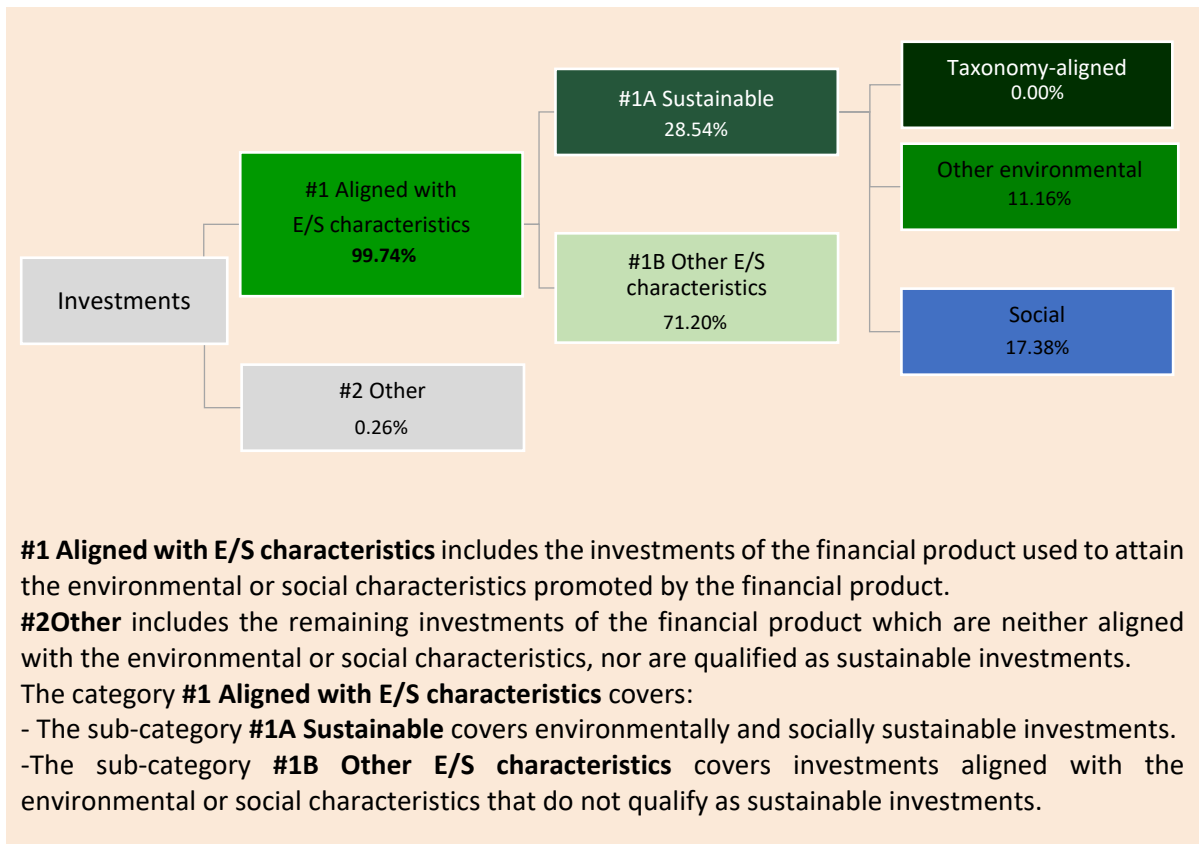 Investments
#1 Aligned with
E/S characteristics
99.74%
#2 Other
0.26%
#1A Sustainable
28.54%
#1B Other E/S
characteristics
71.20%
Taxonomy-aligned
0.00%
Other environmental
11.16%
Social
17.38%
#1 Aligned with E/S characteristics includes the investments of the financial product used to attain
the environmental or social characteristics promoted by the financial product.
#2Other includes the remaining investments of the financial product which are neither aligned
with the environmental or social characteristics, nor are qualified as sustainable investments.
The category #1 Aligned with E/S characteristics covers:
- The sub-category #1A Sustainable covers environmentally and socially sustainable investments.
-The sub-category #1B Other E/S characteristics covers investments aligned with the
environmental or social characteristics that do not qualify as sustainable investments.